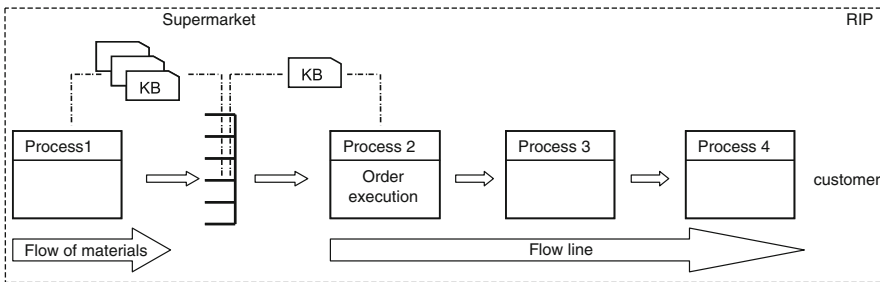 Supermarket
RIP
KB
KB
Process1
Process 2
Process 3
Process 4
Order
execution
customer
Flow of materials
Flow line